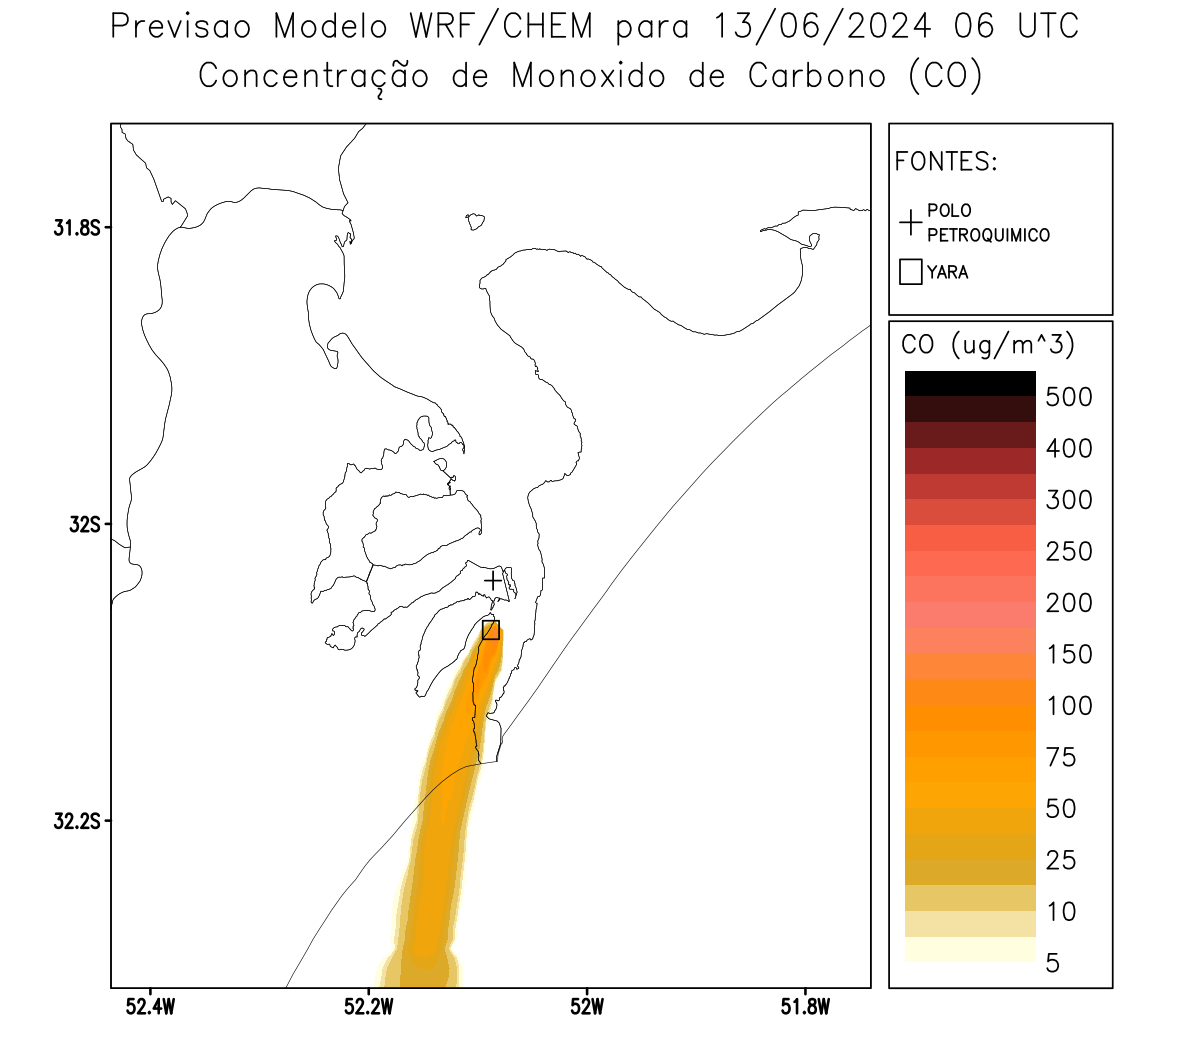 Previsao Modelo WRF/CHEM para 13/06/2024 06 UTC
Concentração de Monoxido de Carbono (CO)
FONTES:
POLO
PETROQUIMICO
YARA
CO (ug/m^3)
500
400
300
250
200
150
100
75
50
25
10
5
31.8S
32S
32.2S
52.4W
52.2W
52W
51.8W